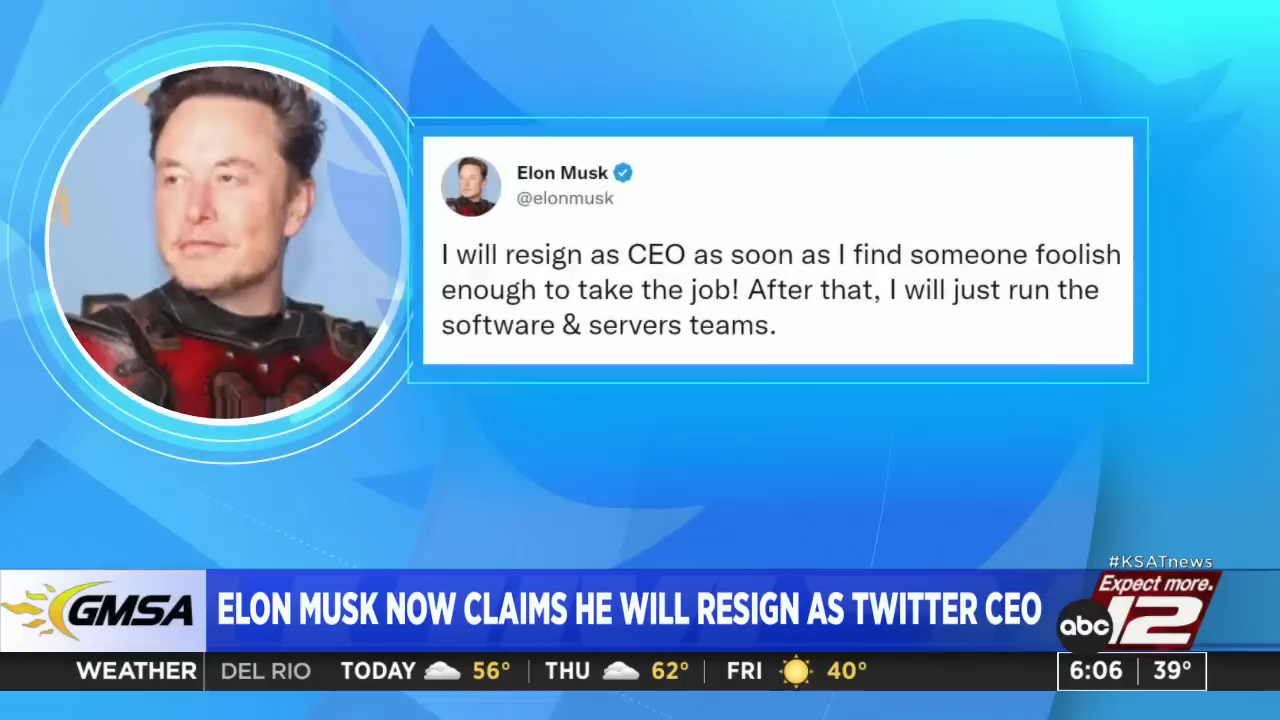 Elon Musk
@elonmusk
I will resign as CEO as soon as I find someone foolish
enough to take the job! After that, I will just run the
software & servers teams.
#KSATnews
GMSA
ELON MUSK NOW CLAIMS HE WILL RESIGN AS TWITTER CEO
Expect more.
abc 12
WEATHER DEL RIO TODAY 56° THU 62° FRI 40° 6:06 39°